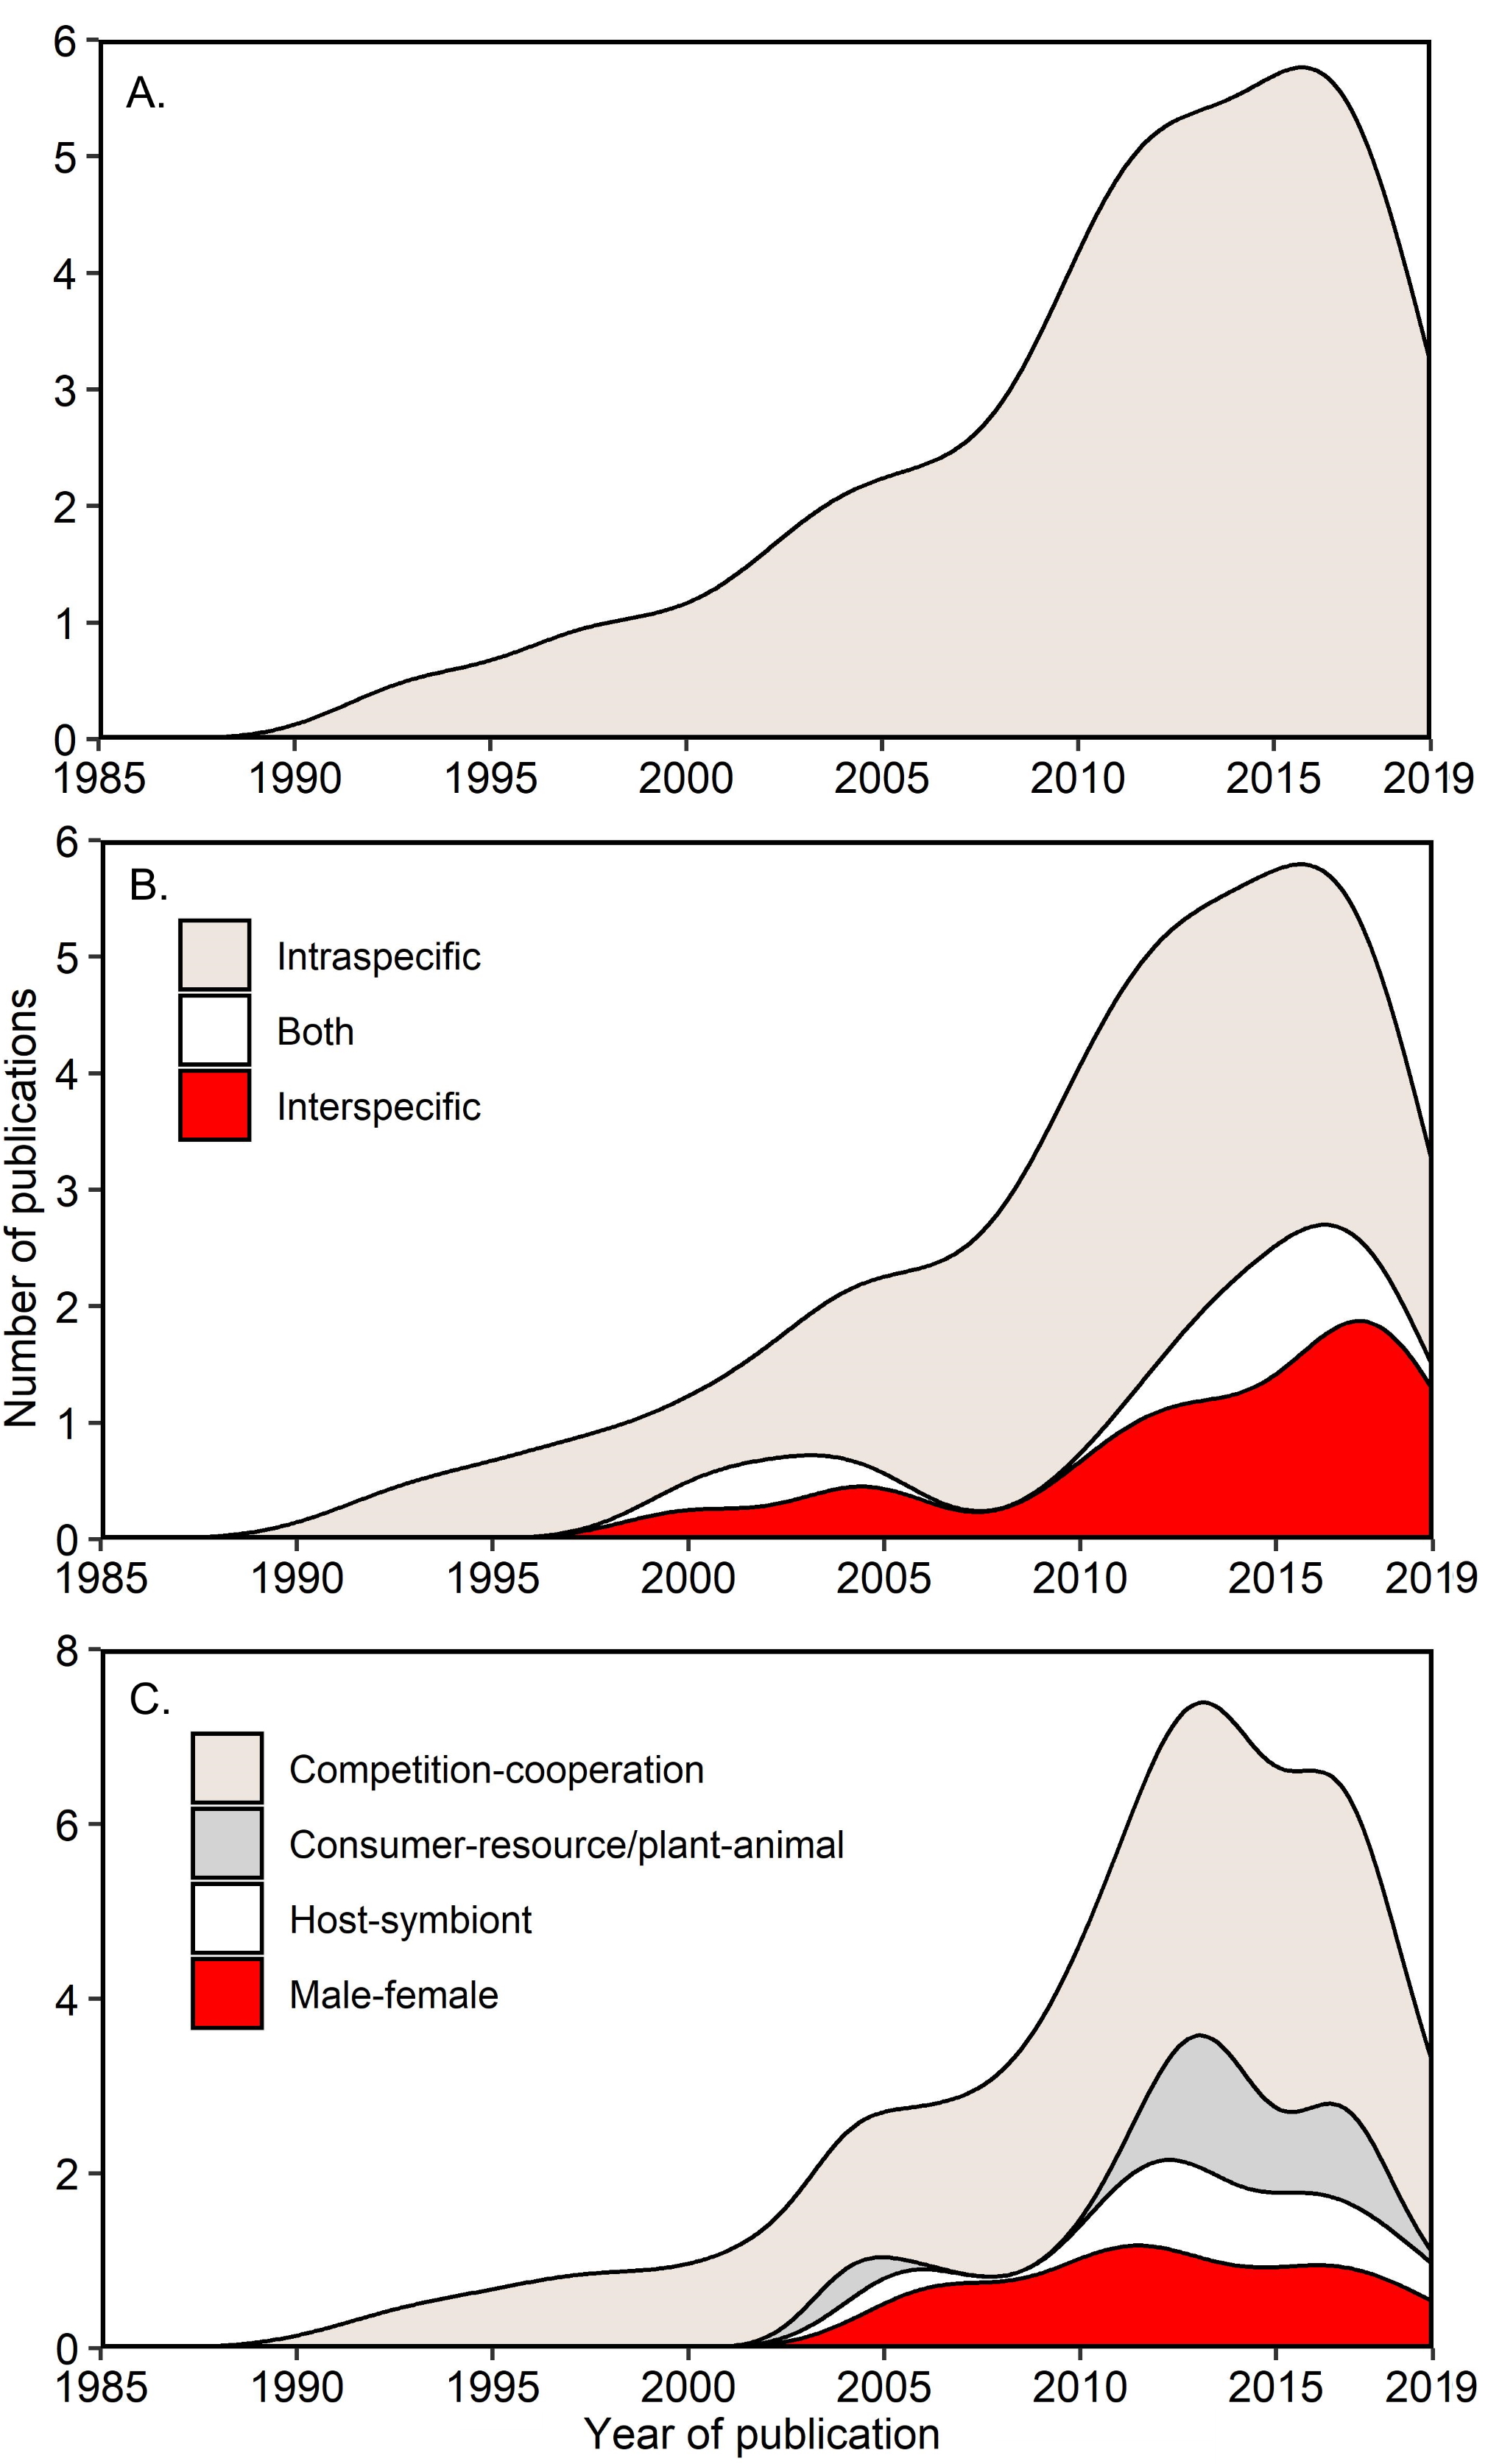 6
A.
5
4
3
2
1
0
1985 1990 1995 2000 2005 2010 2015 2019
Number of publications
6
B.
Intraspecific
5
Both
4
Interspecific
3
2
1
0
1985 1990 1995 2000 2005 2010 2015 2019
8
C.
Competition-cooperation
6
Consumer-resource/plant-animal
Host-symbiont
4
Male-female
2
0
1985 1990 1995 2000 2005 2010 2015 2019
Year of publication